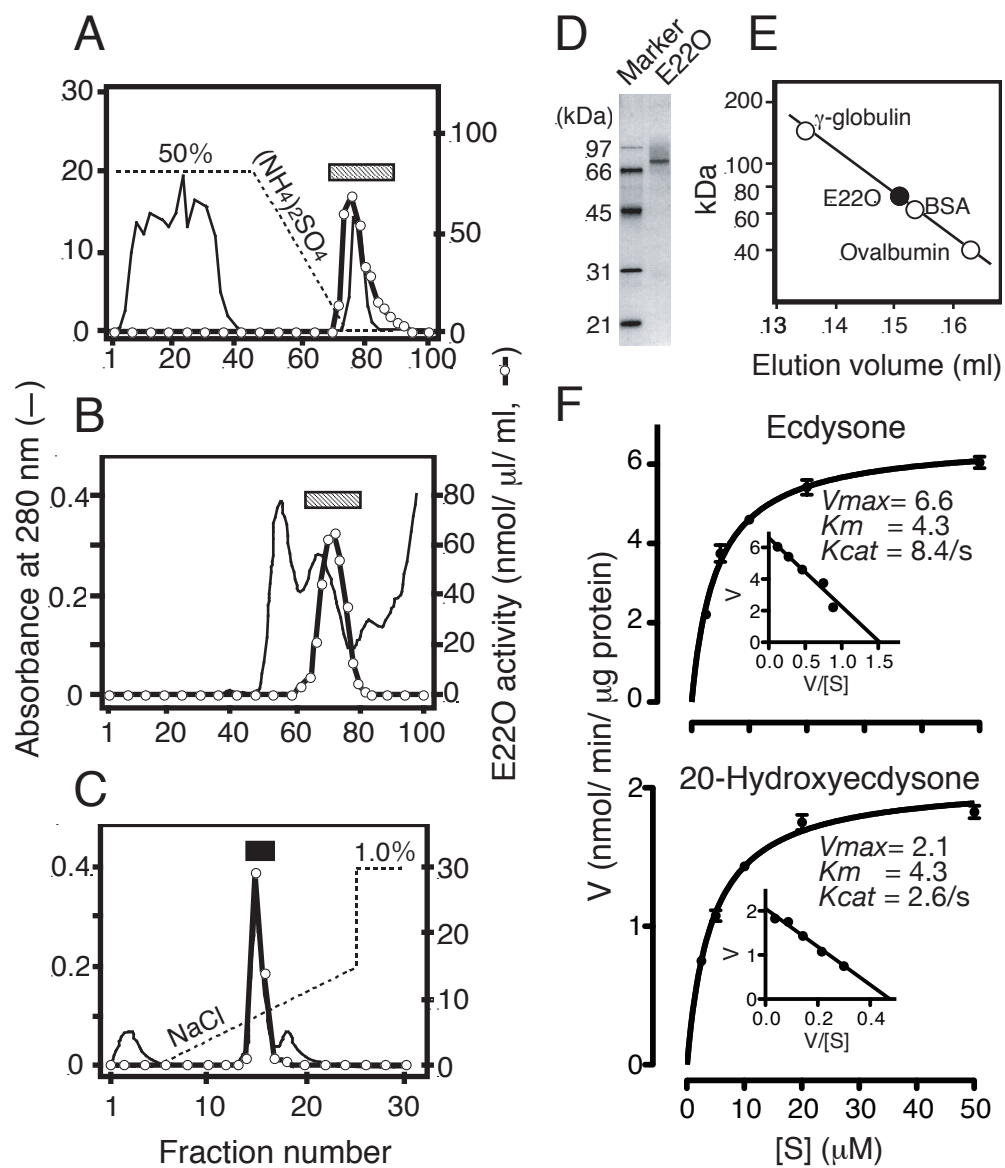 A
30
20
10
0
50%
(NH4)2SO4
100
50
0
1 20 40 60 80 100
B
0.4
0.2
0
80
60
40
20
0
1 20 40 60 80 100
C
0.4
0.2
0
1.0%
NaCl
30
20
10
0
1 10 20 30
Fraction number
Absorbance at 280 nm (—)
E22O activity (nmol/ µl/ ml, )
D
Marker
E22O
(kDa)
97
66
45
31
21
E
200
100
80
60
40
kDa
γ-globulin
E22O
BSA
Ovalbumin
.13 .14 .15 .16
Elution volume (ml)
F
Ecdysone
6
4
2
0
Vmax= 6.6
Km = 4.3
Kcat = 8.4/s
V
6
4
2
0
0.0 0.5 1.0 1.5
V/[S]
20-Hydroxyecdysone
2
1
0
Vmax= 2.1
Km = 4.3
Kcat = 2.6/s
V
2
1
0
0.0 0.2 0.4
V/[S]
0 10 20 30 40 50
[S] (µM)
V (nmol/ min/ µg protein)